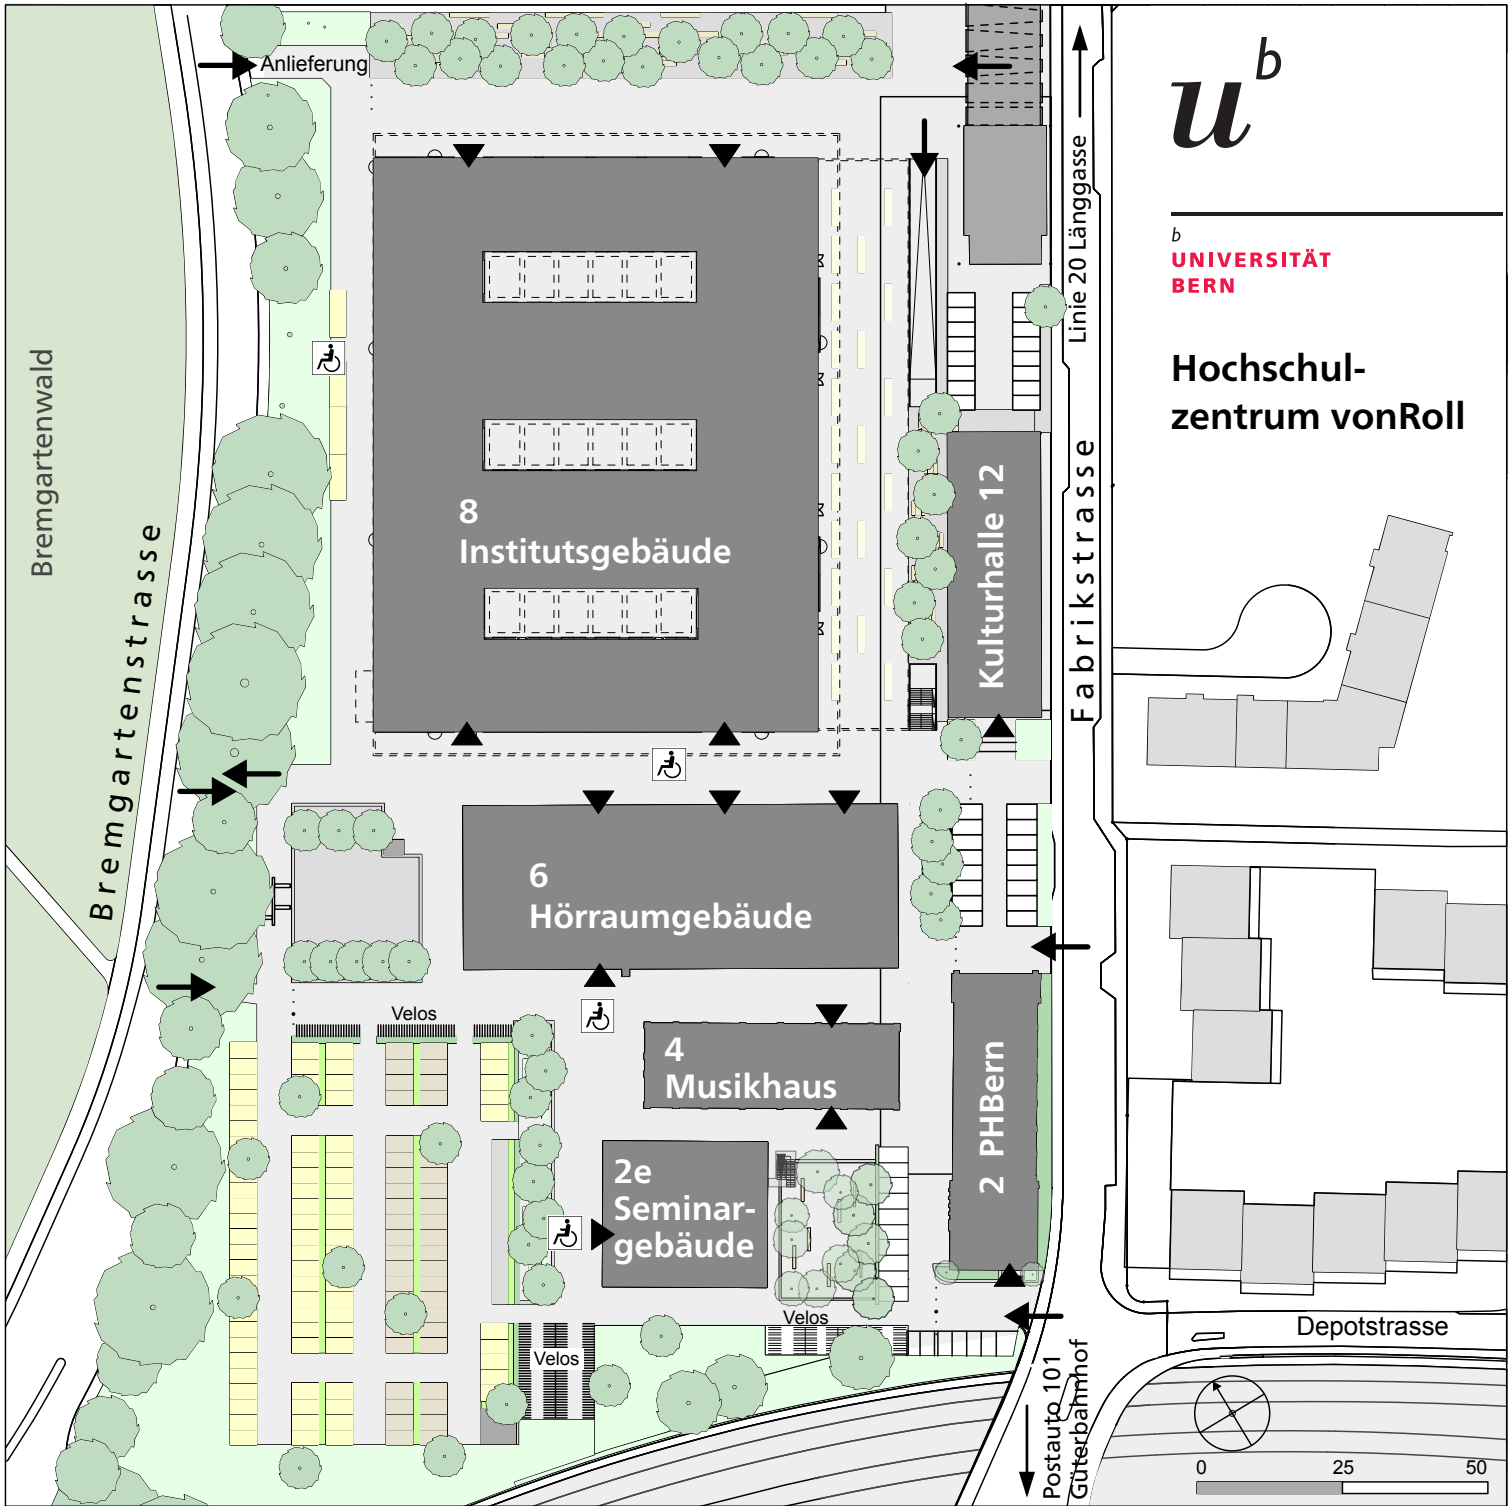 Anlieferung
Linie 20 Länggasse
u b
b
UNIVERSITÄT
BERN
Hochschul-
zentrum vonRoll
Bremgartenwald
Bremgartenstrasse
8
Institutsgebäude
Kulturhalle 12
Fabrikstrasse
6
Hörraumgebäude
Velos
4
Musikhaus
2 PHBern
2e
Seminar-
gebäude
Velos
Velos
Depotstrasse
Postauto 101
Güterbahnhof
0 25 50